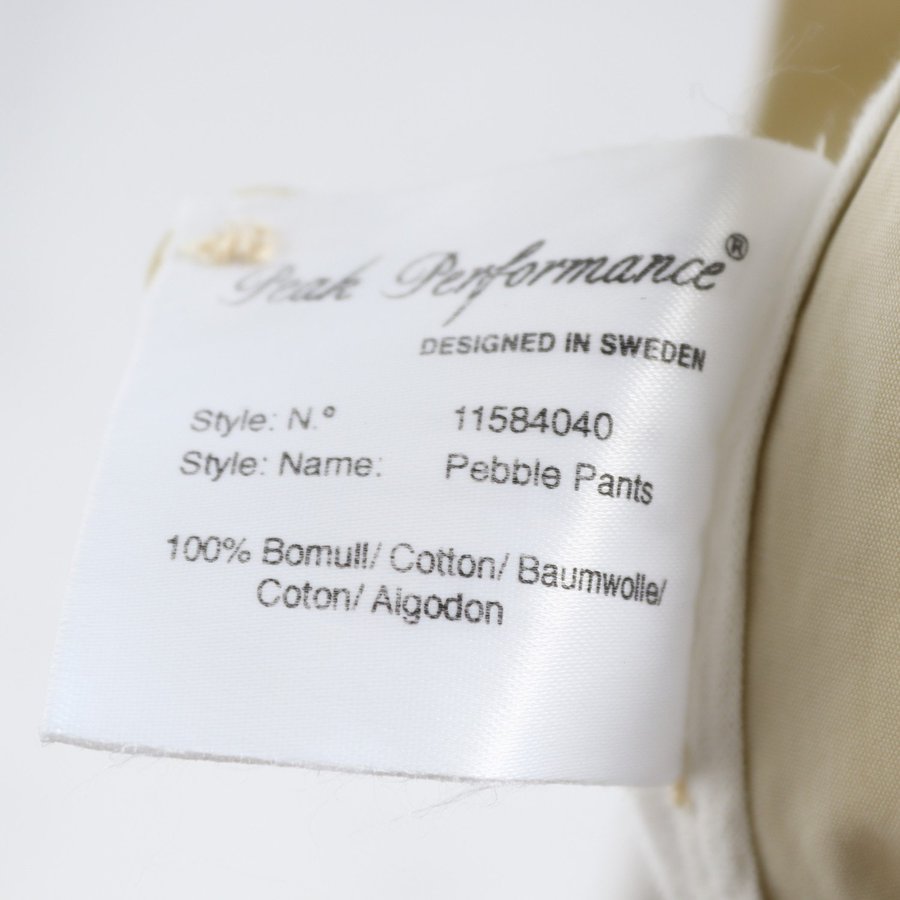 Peak Performance®
DESIGNED IN SWEDEN
Style: N.º 11584040
Style: Name: Pebble Pants
100% Bomull/ Cotton/ Baumwolle/
Coton/ Algodon